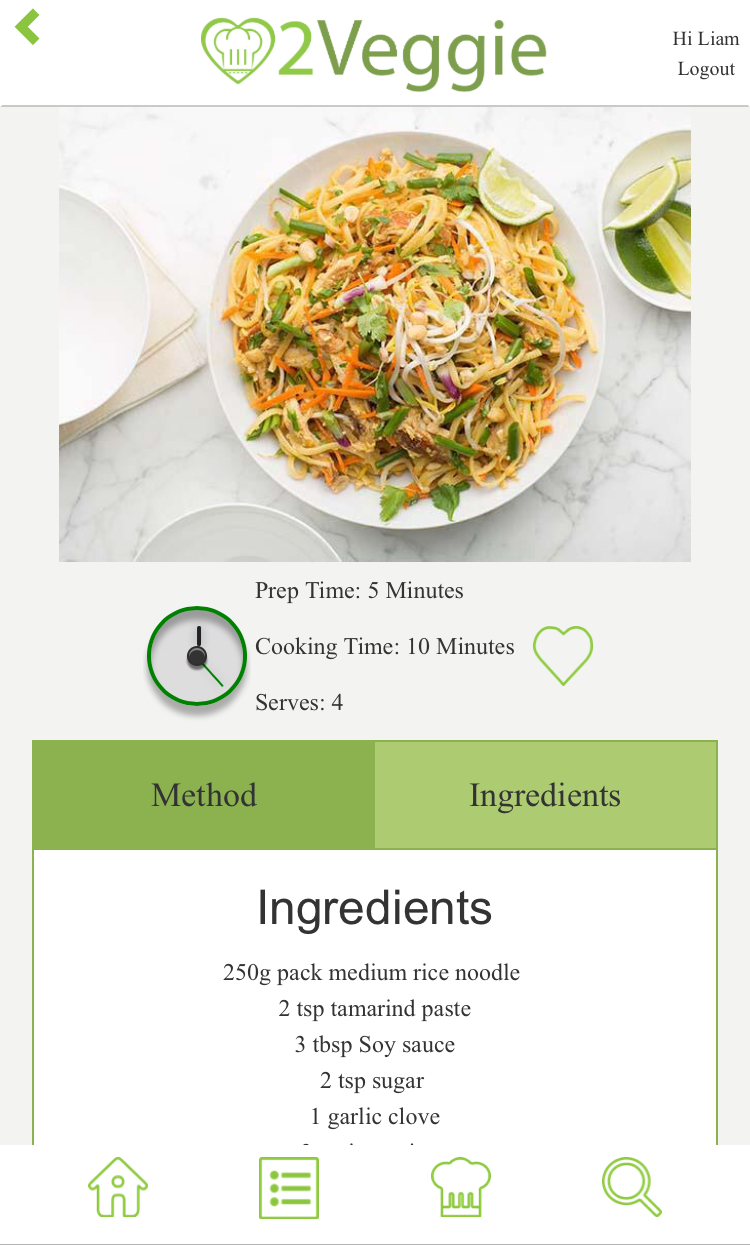 2Veggie
Hi Liam
Logout
Prep Time: 5 Minutes
Cooking Time: 10 Minutes
Serves: 4
Method
Ingredients
Ingredients
250g pack medium rice noodle
2 tsp tamarind paste
3 tbsp Soy sauce
2 tsp sugar
1 garlic clove